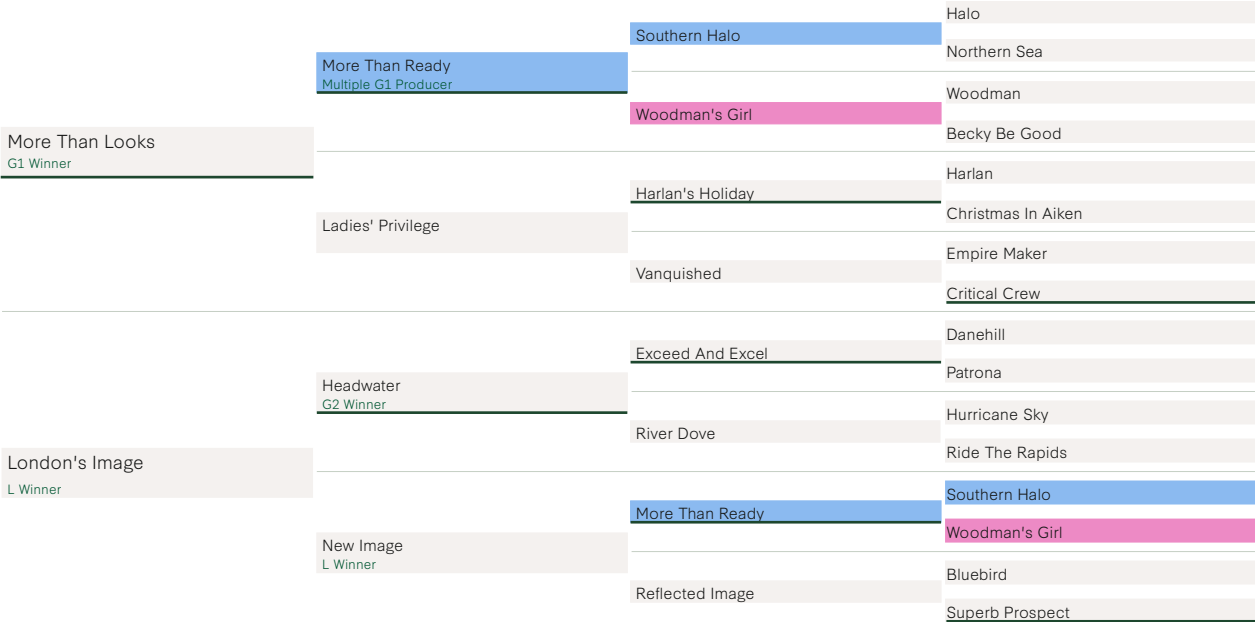 More Than Looks
G1 Winner
More Than Ready
Multiple G1 Producer
Southern Halo
Halo
Northern Sea
Woodman's Girl
Woodman
Becky Be Good
Ladies' Privilege
Harlan's Holiday
Harlan
Christmas In Aiken
Vanquished
Empire Maker
Critical Crew
London's Image
L Winner
Headwater
G2 Winner
Exceed And Excel
Danehill
Patrona
River Dove
Hurricane Sky
Ride The Rapids
New Image
L Winner
More Than Ready
Southern Halo
Woodman's Girl
Reflected Image
Bluebird
Superb Prospect